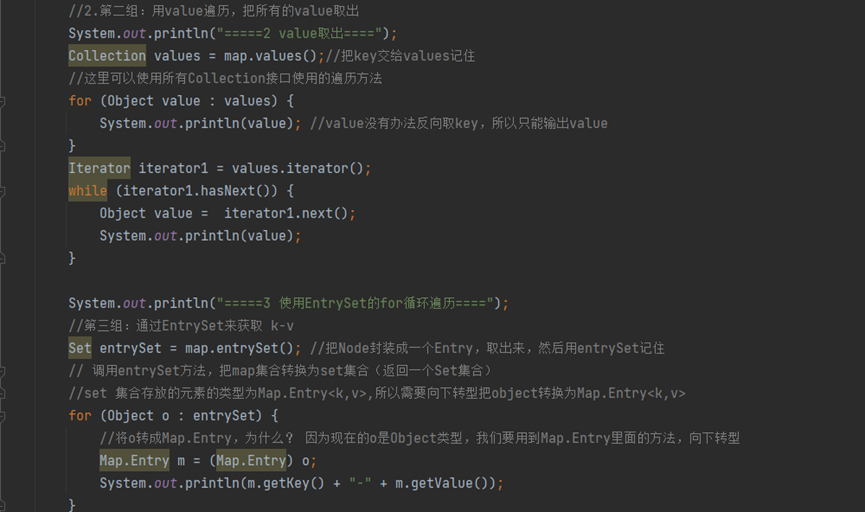 //2.第二组：用value遍历，把所有的value取出
System.out.println("=====2 value取出====");
Collection values = map.values();//把key交给values记住
//这里可以使用所有Collection接口使用的遍历方法
for (Object value : values) {
System.out.println(value); //value没有办法反向取key，所以只能输出value
}
Iterator iterator1 = values.iterator();
while (iterator1.hasNext()) {
Object value =  iterator1.next();
System.out.println(value);
}
System.out.println("=====3 使用EntrySet的for循环遍历====");
//第三组：通过EntrySet来获取 k-v
Set entrySet = map.entrySet(); //把Node封装成一个Entry，取出来，然后用entrySet记住
// 调用entrySet方法，把map集合转换为set集合（返回一个Set集合）
//set 集合存放的元素的类型为Map.Entry<k,v>,所以需要向下转型把object转换为Map.Entry<k,v>
for (Object o : entrySet) {
//将o转成Map.Entry，为什么？ 因为现在的o是Object类型，我们要用到Map.Entry里面的方法，向下转型
Map.Entry m = (Map.Entry) o;
System.out.println(m.getKey() + "-" + m.getValue());
}